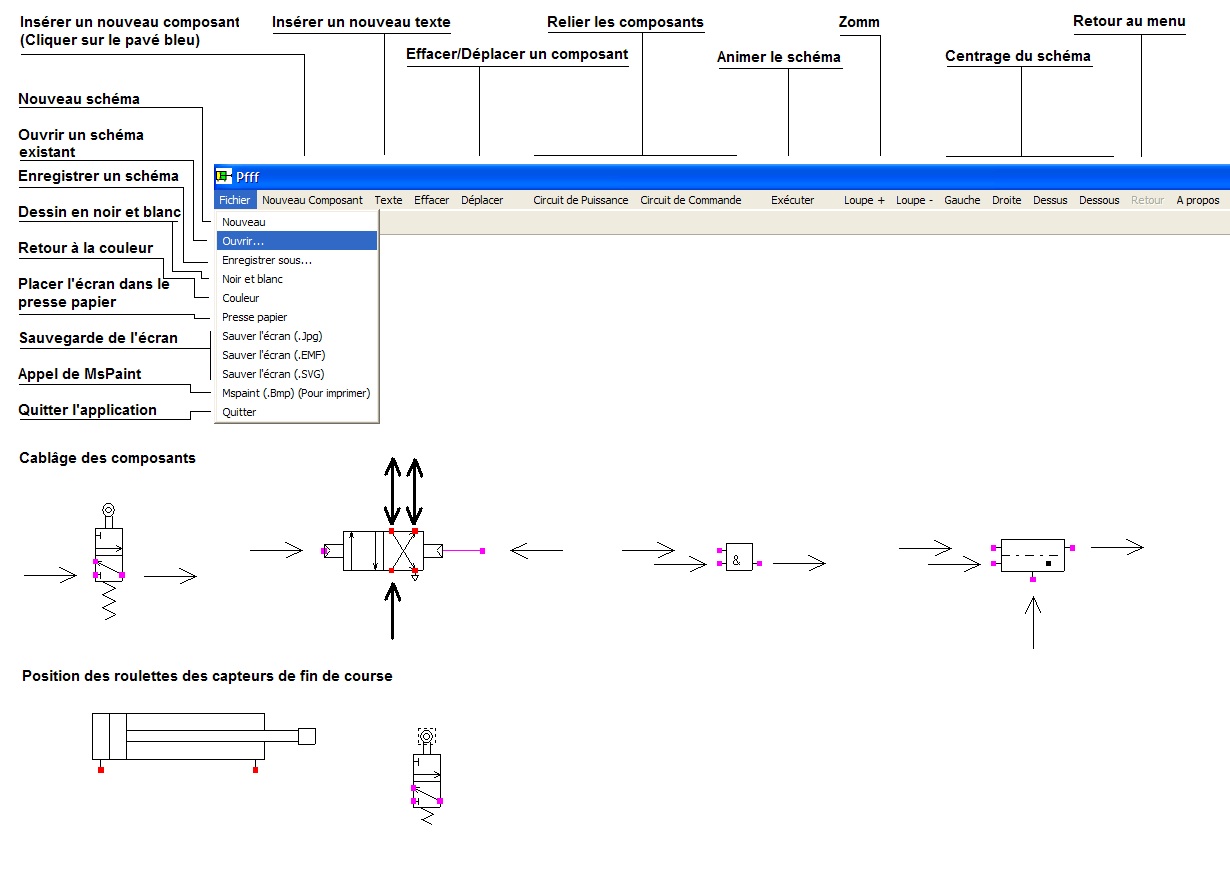 Insérer un nouveau composant
(Cliquer sur le pavé bleu)
Insérer un nouveau texte
Effacer/Déplacer un composant
Relier les composants
Animer le schéma
Zomm
Centrage du schéma
Retour au menu
Nouveau schéma
Ouvrir un schéma
existant
Enregistrer un schéma
Dessin en noir et blanc
Retour à la couleur
Placer l'écran dans le
presse papier
Sauvegarde de l'écran
Appel de MsPaint
Quitter l'application
Pfff
Fichier Nouveau Composant Texte Effacer Déplacer Circuit de Puissance Circuit de Commande Exécuter Loupe + Loupe - Gauche Droite Dessus Dessous Retour A propos
Nouveau
Ouvrir...
Enregistrer sous...
Noir et blanc
Couleur
Presse papier
Sauver l'écran (.Jpg)
Sauver l'écran (.EMF)
Sauver l'écran (.SVG)
Mspaint (.Bmp) (Pour imprimer)
Quitter
Cablâge des composants
&
Position des roulettes des capteurs de fin de course